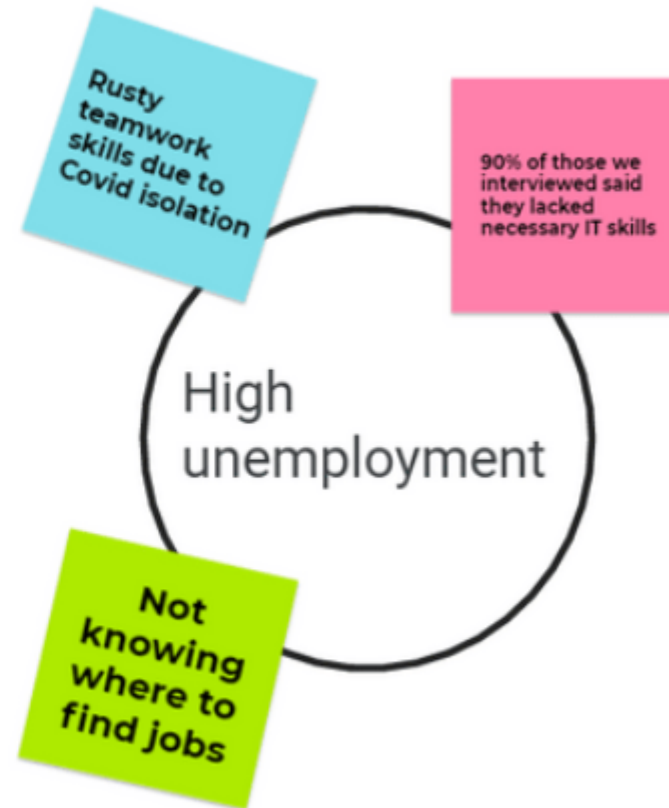 Rusty
teamwork
skills due to
Covid isolation
90% of those we
interviewed said
they lacked
necessary IT skills
High
unemployment
Not
knowing
where to
find jobs